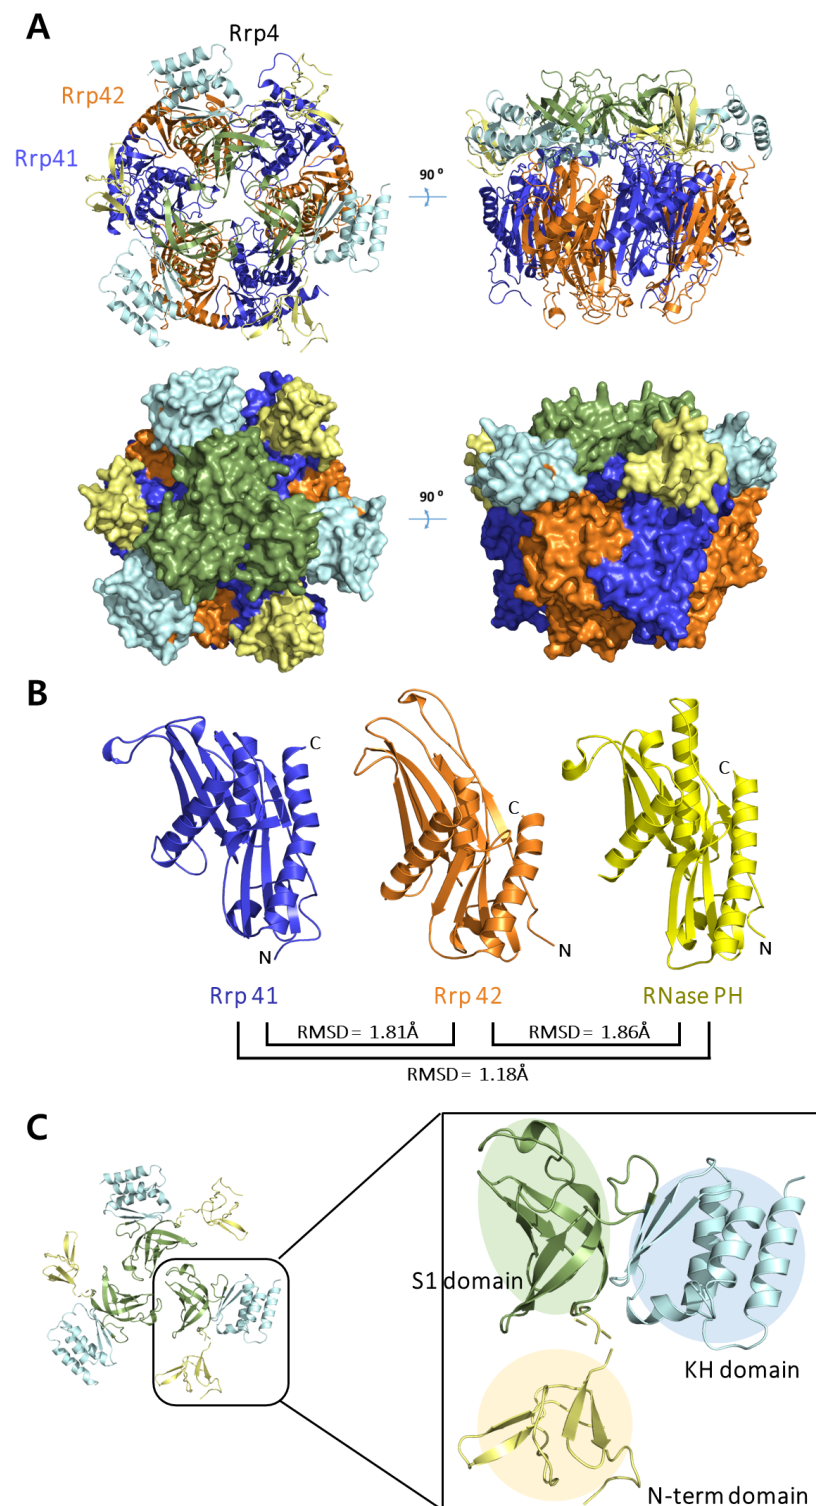 A
Rrp4
Rrp42
Rrp41
90 º
90 º
B
C
C
C
N
N
N
Rrp 41
Rrp 42
RNase PH
RMSD = 1.81Å
RMSD = 1.86Å
RMSD = 1.18Å
C
S1 domain
KH domain
N-term domain